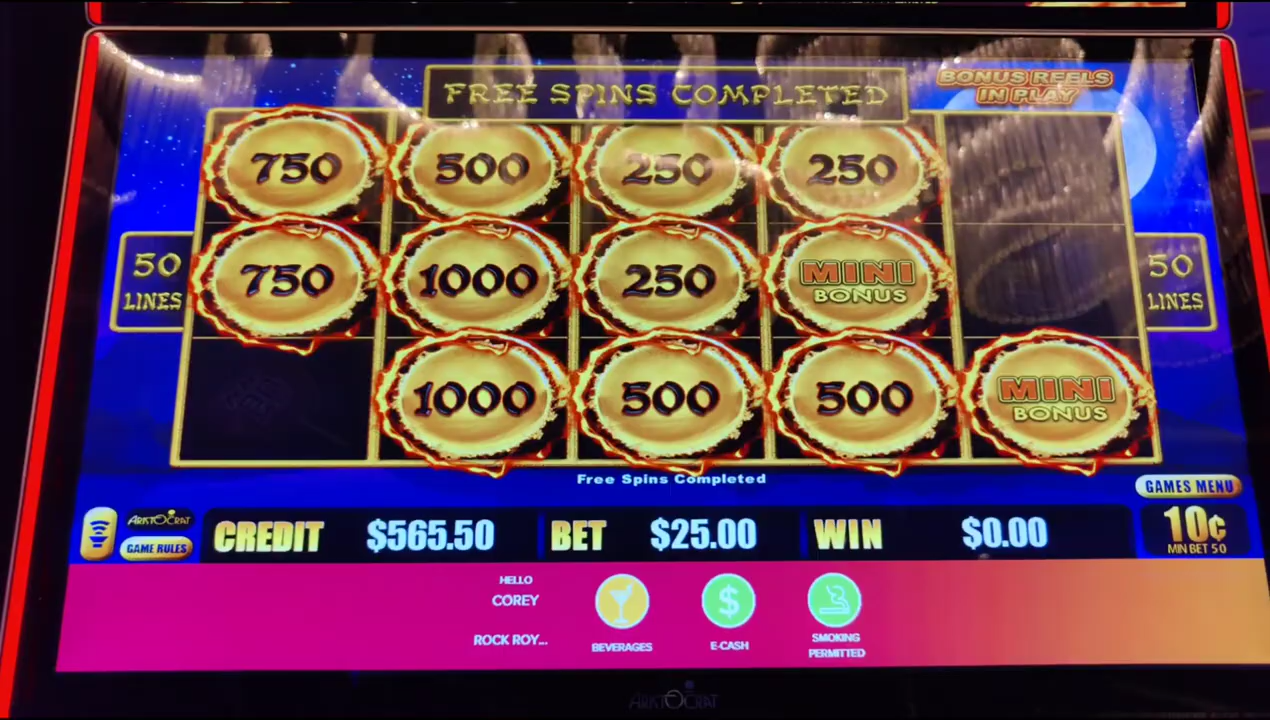 FREE SPINS COMPLETED
BONUS REELS
IN PLAY
750 500 250 250
750 1000 250 MINI
BONUS
1000 500 500 MINI
BONUS
50
LINES
50
LINES
Free Spins Completed
GAMES MENU
ARISTOCRAT
GAME RULES
CREDIT $565.50 BET $25.00 WIN $0.00
10¢
MIN BET 50
HELLO
COREY
ROCK ROY...
BEVERAGES
E-CASH
SMOKING
PERMITTED
ARISTOCRAT